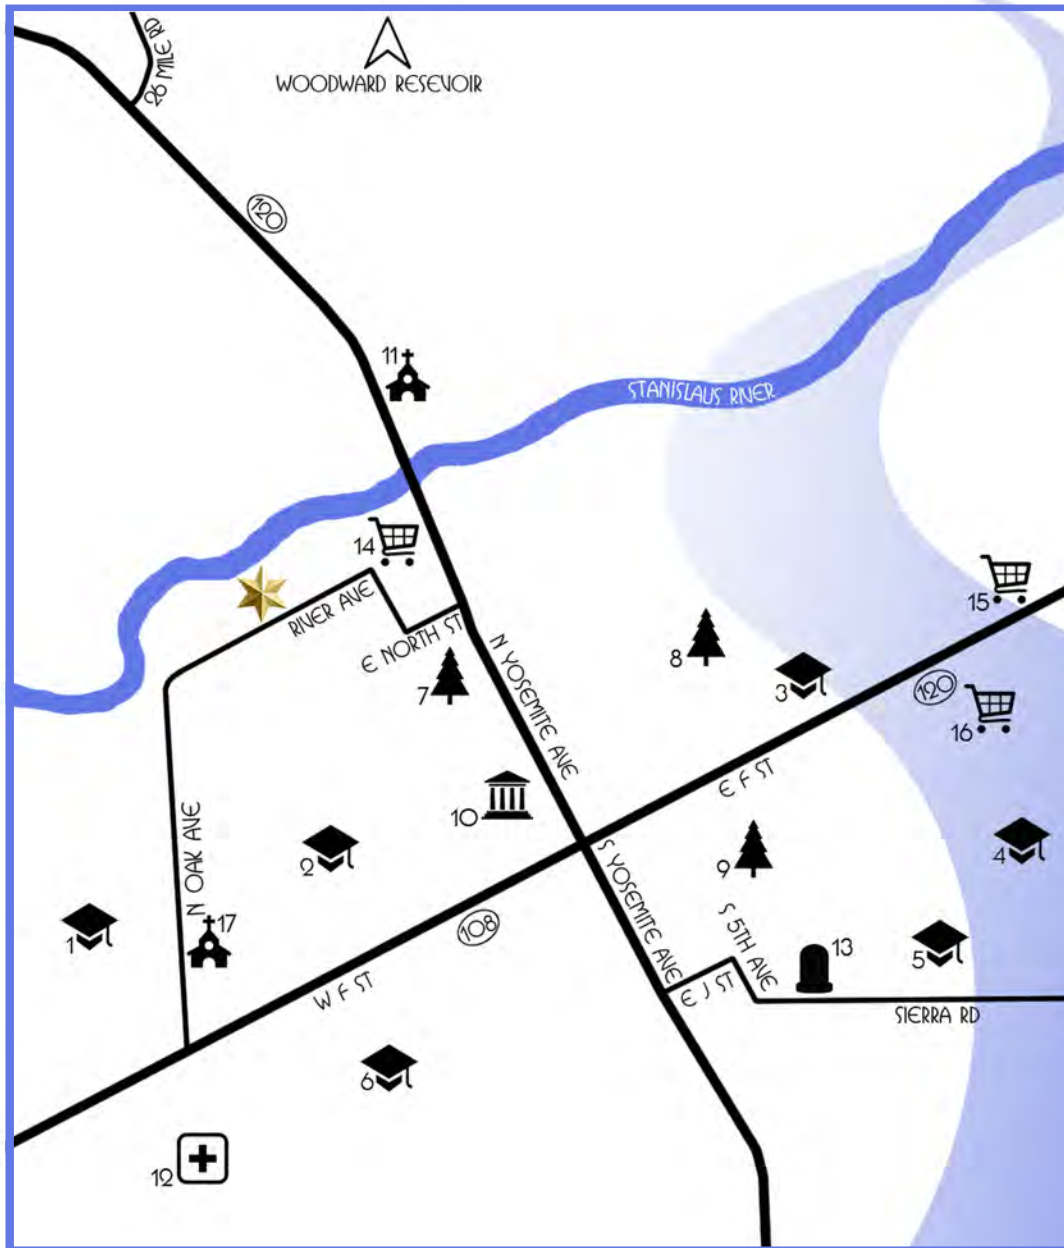 26 MILE RD
WOODWARD RESEVOIR
120
11
STANISLAUS RIVER
14
15
RIVER AVE
E NORTH ST
8
3
7
N YOSEMITE AVE
120
16
E F ST
10
N OAK AVE
2
9
4
S YOSEMITE AVE
S 5TH AVE
1
17
108
13
5
W F ST
E J ST
SIERRA RD
6
12